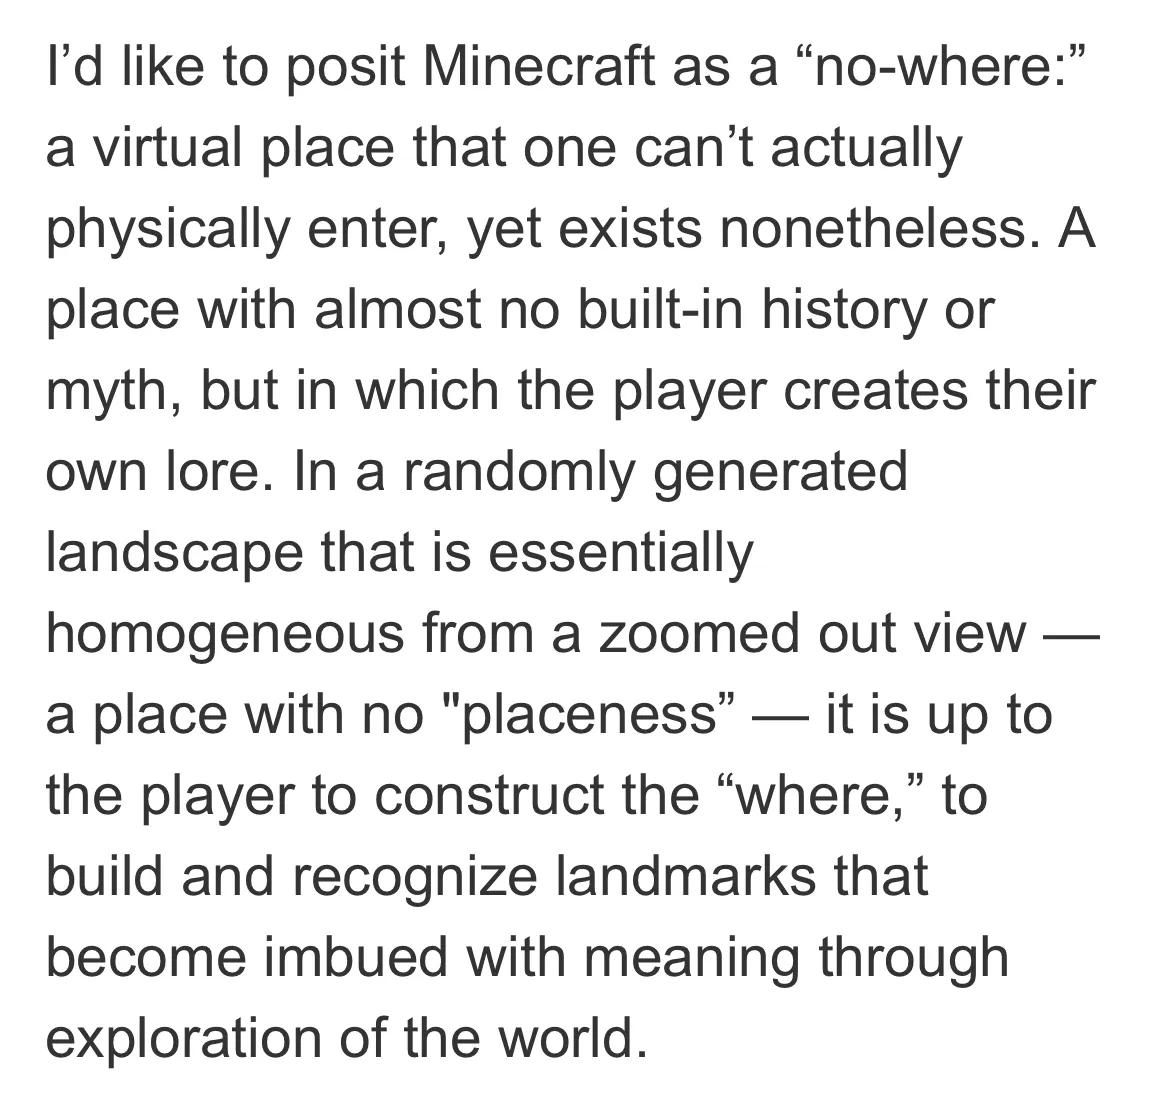 I’d like to posit Minecraft as a “no-where:”
a virtual place that one can’t actually
physically enter, yet exists nonetheless. A
place with almost no built-in history or
myth, but in which the player creates their
own lore. In a randomly generated
landscape that is essentially
homogeneous from a zoomed out view —
a place with no "placeness” — it is up to
the player to construct the “where,” to
build and recognize landmarks that
become imbued with meaning through
exploration of the world.